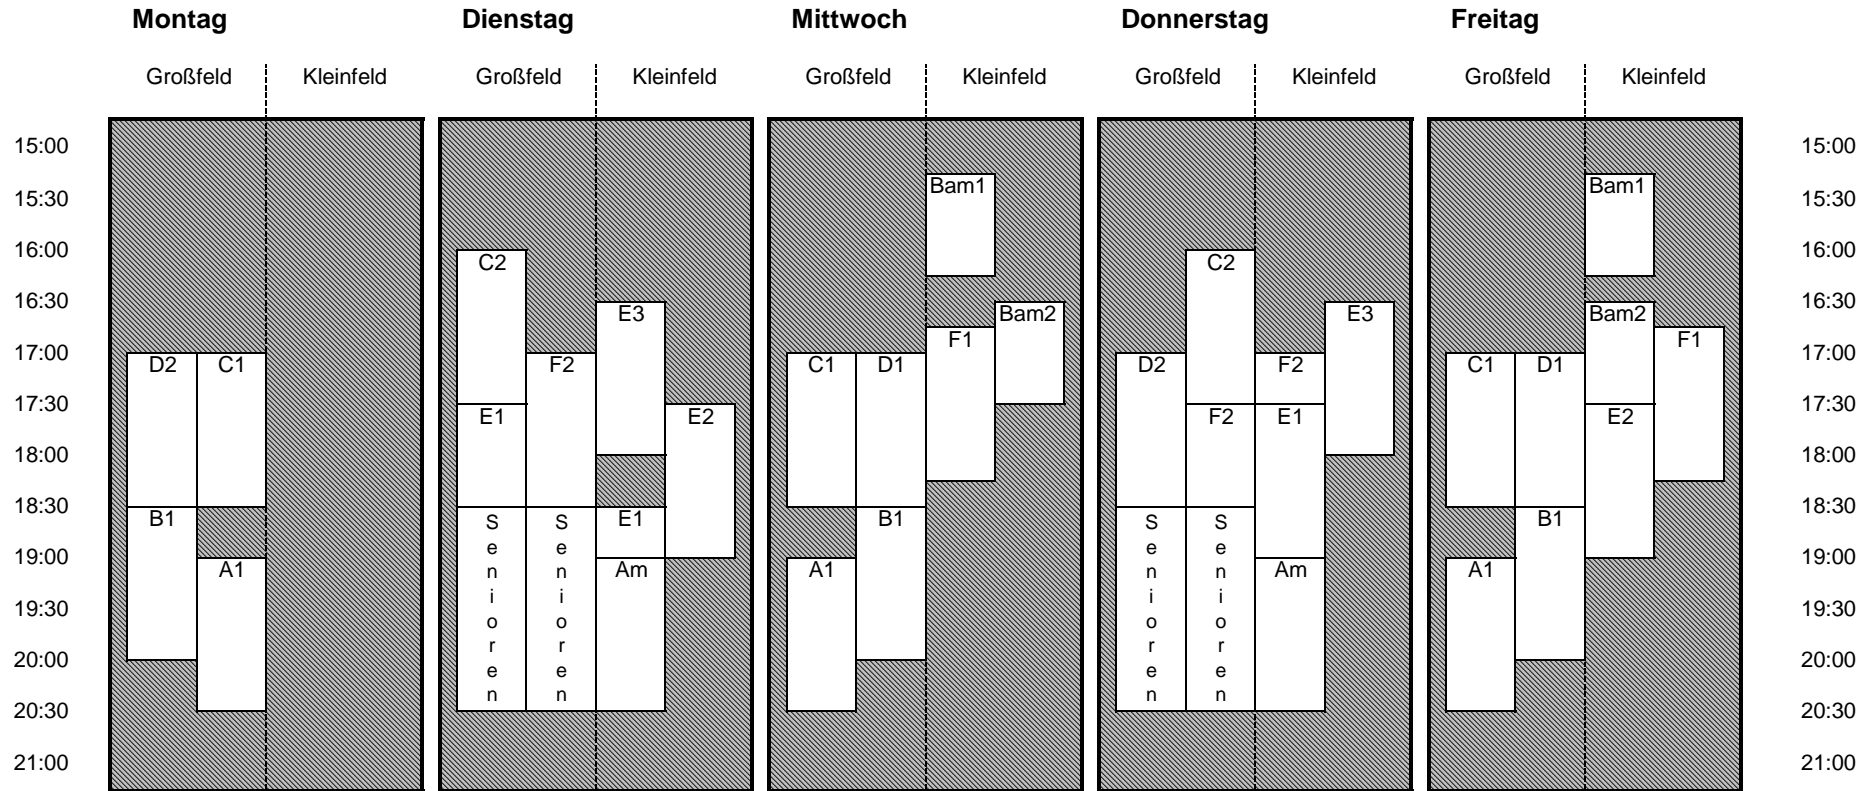 Montag Dienstag Mittwoch Donnerstag Freitag
Großfeld Kleinfeld Großfeld Kleinfeld Großfeld Kleinfeld Großfeld Kleinfeld Großfeld Kleinfeld
15:00 15:00
Bam1 Bam1
15:30 15:30
16:00 16:00
C2 C2
16:30 16:30
E3 Bam2 E3 Bam2
F1 F1
17:00 17:00
D2 C1 F2 C1 D1 D2 F2 C1 D1
17:30 17:30
E1 E2 F2 E1 E2
18:00 18:00
18:30 18:30
B1 Senioren Senioren E1 B1 Senioren Senioren B1
19:00 19:00
A1 Am A1 Am A1
19:30 19:30
20:00 20:00
20:30 20:30
21:00 21:00